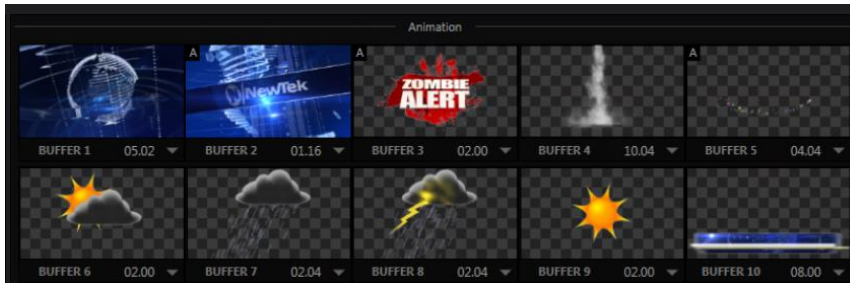 Animation
A
A
A
NewTek
ZOMBIE
ALERT
BUFFER 1 05.02
BUFFER 2 01.16
BUFFER 3 02.00
BUFFER 4 10.04
BUFFER 5 04.04
BUFFER 6 02.00
BUFFER 7 02.04
BUFFER 8 02.04
BUFFER 9 02.00
BUFFER 10 08.00